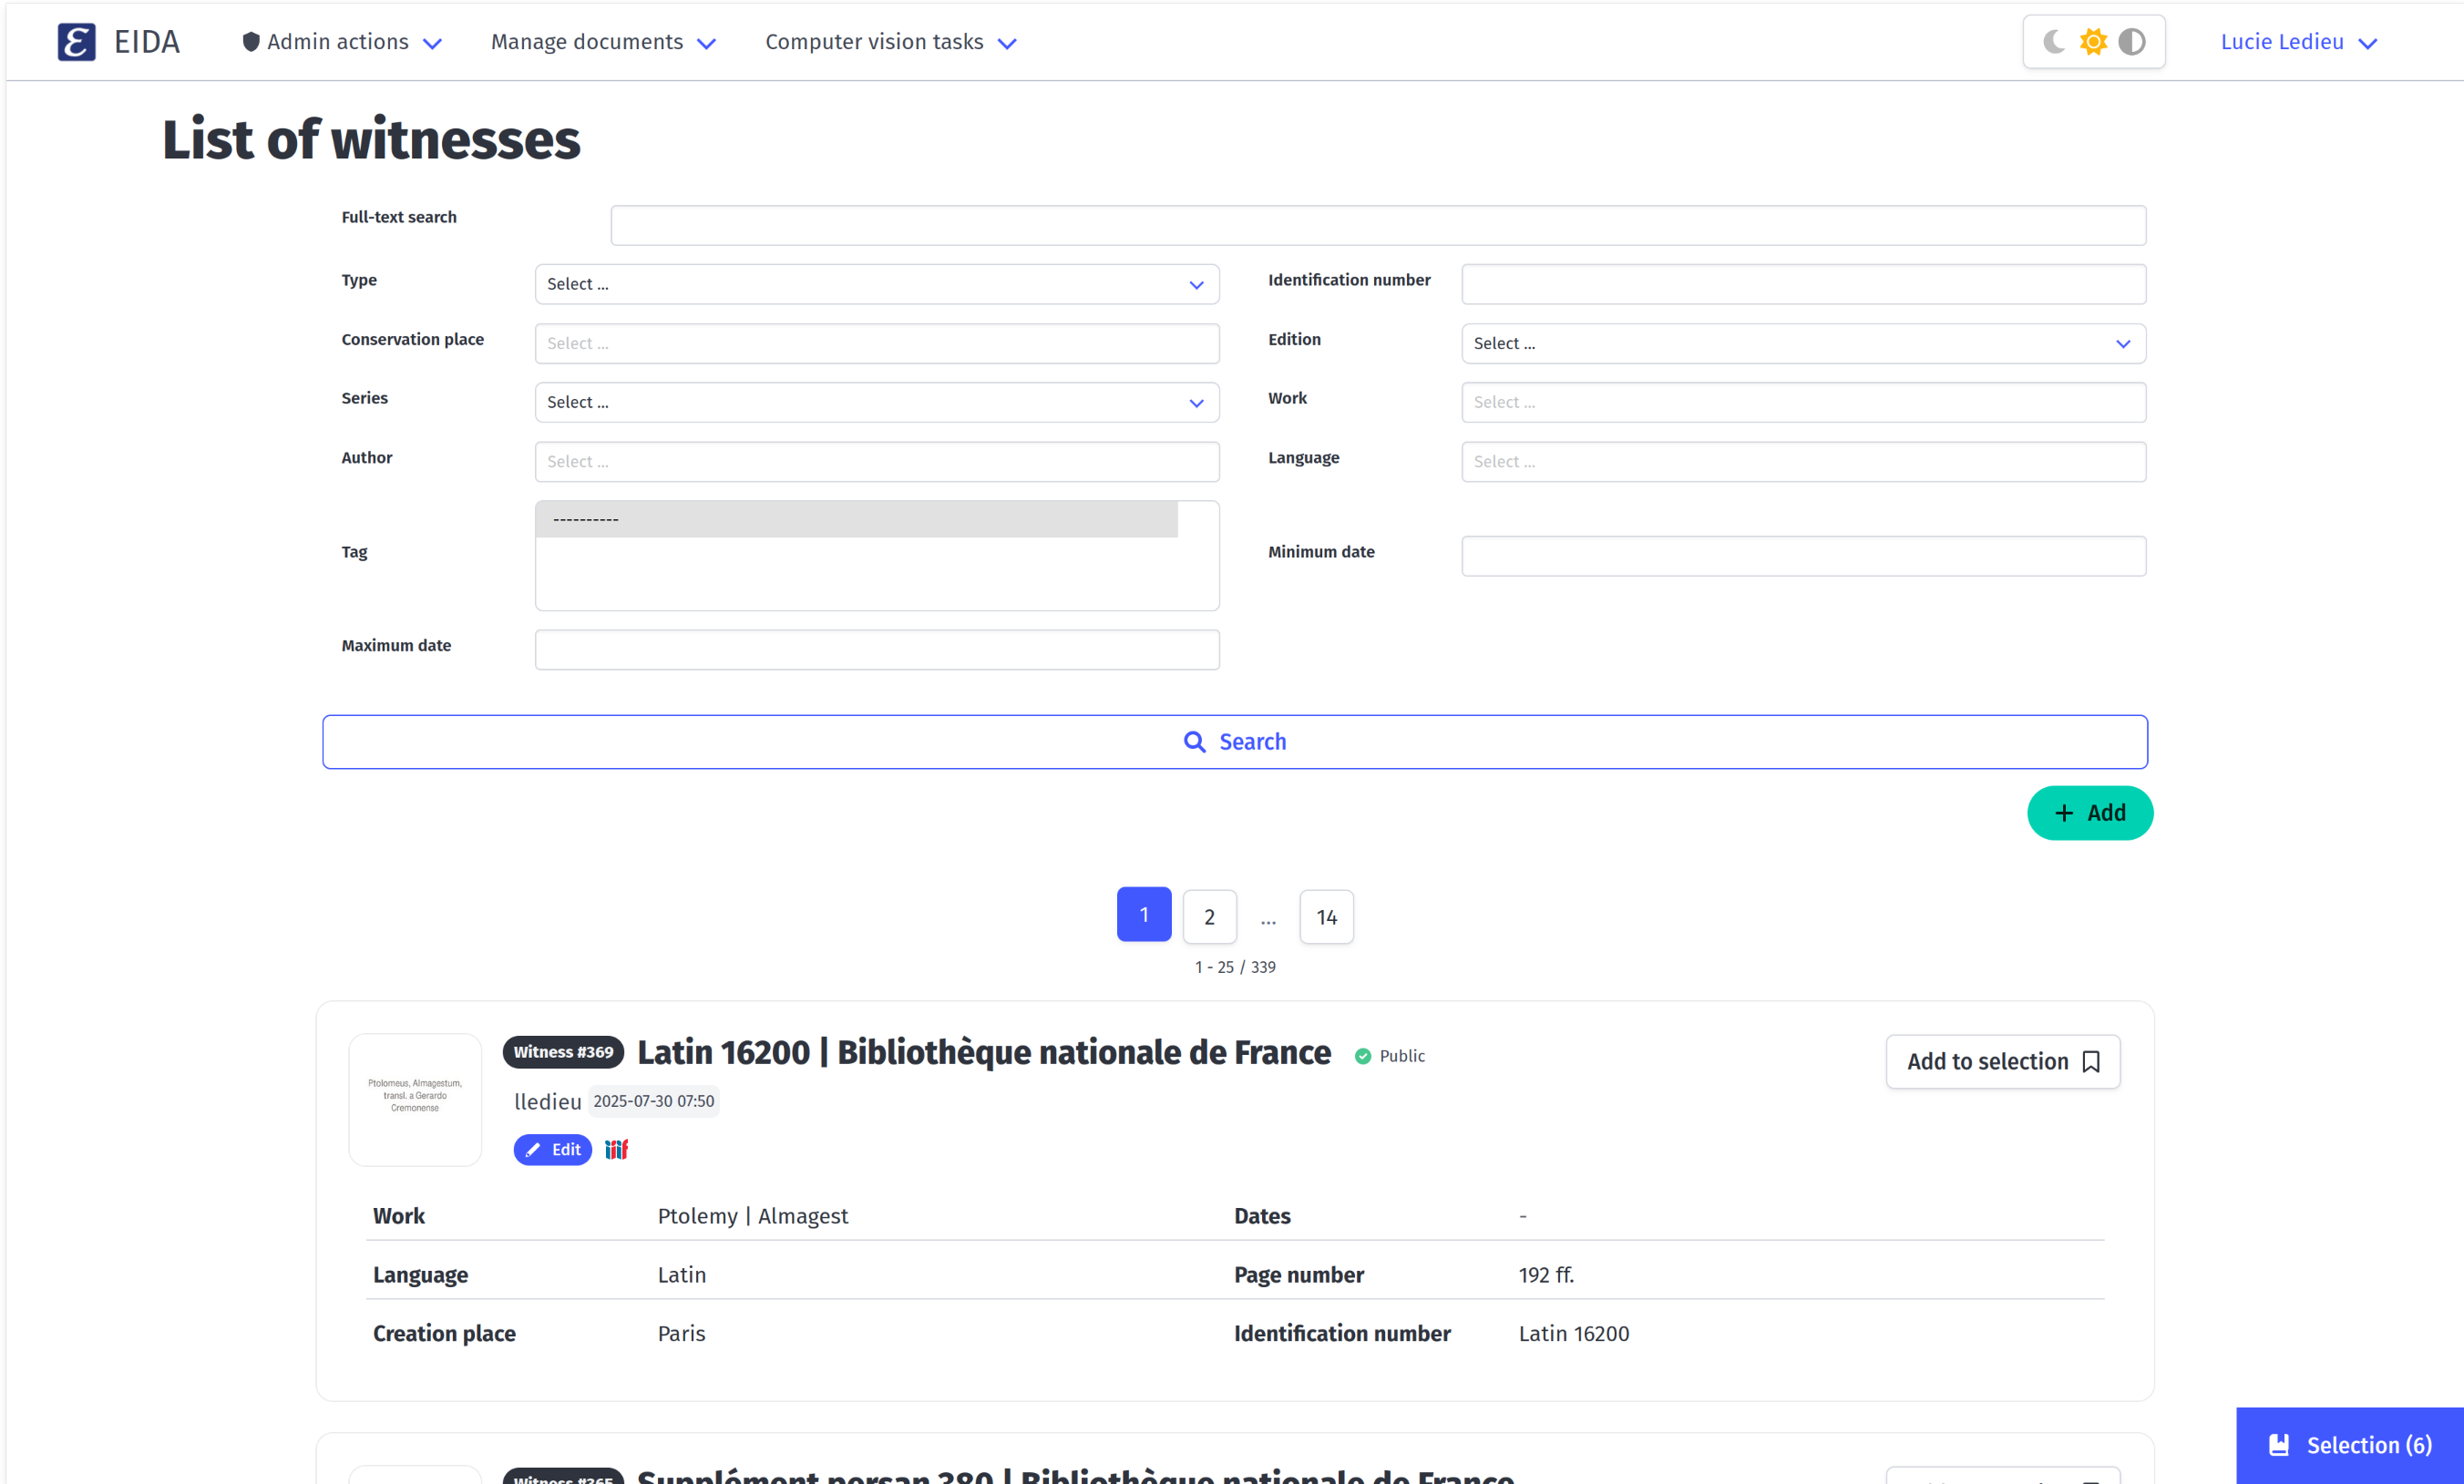 EIDA Admin actions Manage documents Computer vision tasks Lucie Ledieu
List of witnesses
Full-text search
Type Select ... Identification number
Conservation place Select ... Edition Select ...
Series Select ... Work Select ...
Author Select ... Language Select ...
----------
Tag Minimum date
Maximum date
Search
+ Add
1 2 ... 14
1 - 25 / 339
Witness #369 Latin 16200 | Bibliothèque nationale de France Public Add to selection
Ptolomeus, Almagestum,
transl. a Gerardo
Cremonense
lledieu 2025-07-30 07:50
Edit iiif
Work Ptolemy | Almagest Dates -
Language Latin Page number 192 ff.
Creation place Paris Identification number Latin 16200
Selection (6)
Witness #365 Supplément persan 380 | Bibliothèque nationale de France